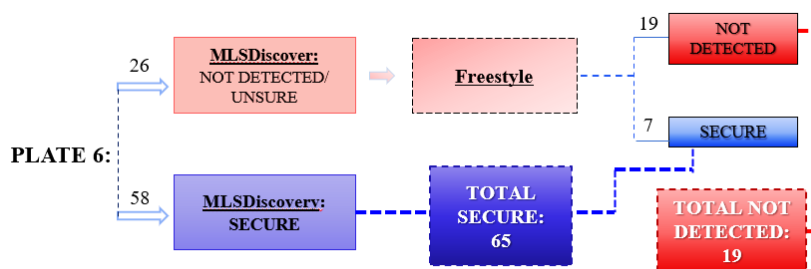 PLATE 6:
26
MLSDiscover:
NOT DETECTED/
UNSURE
Freestyle
19
NOT
DETECTED
7
SECURE
58
MLSDiscovery:
SECURE
TOTAL
SECURE:
65
TOTAL NOT
DETECTED:
19